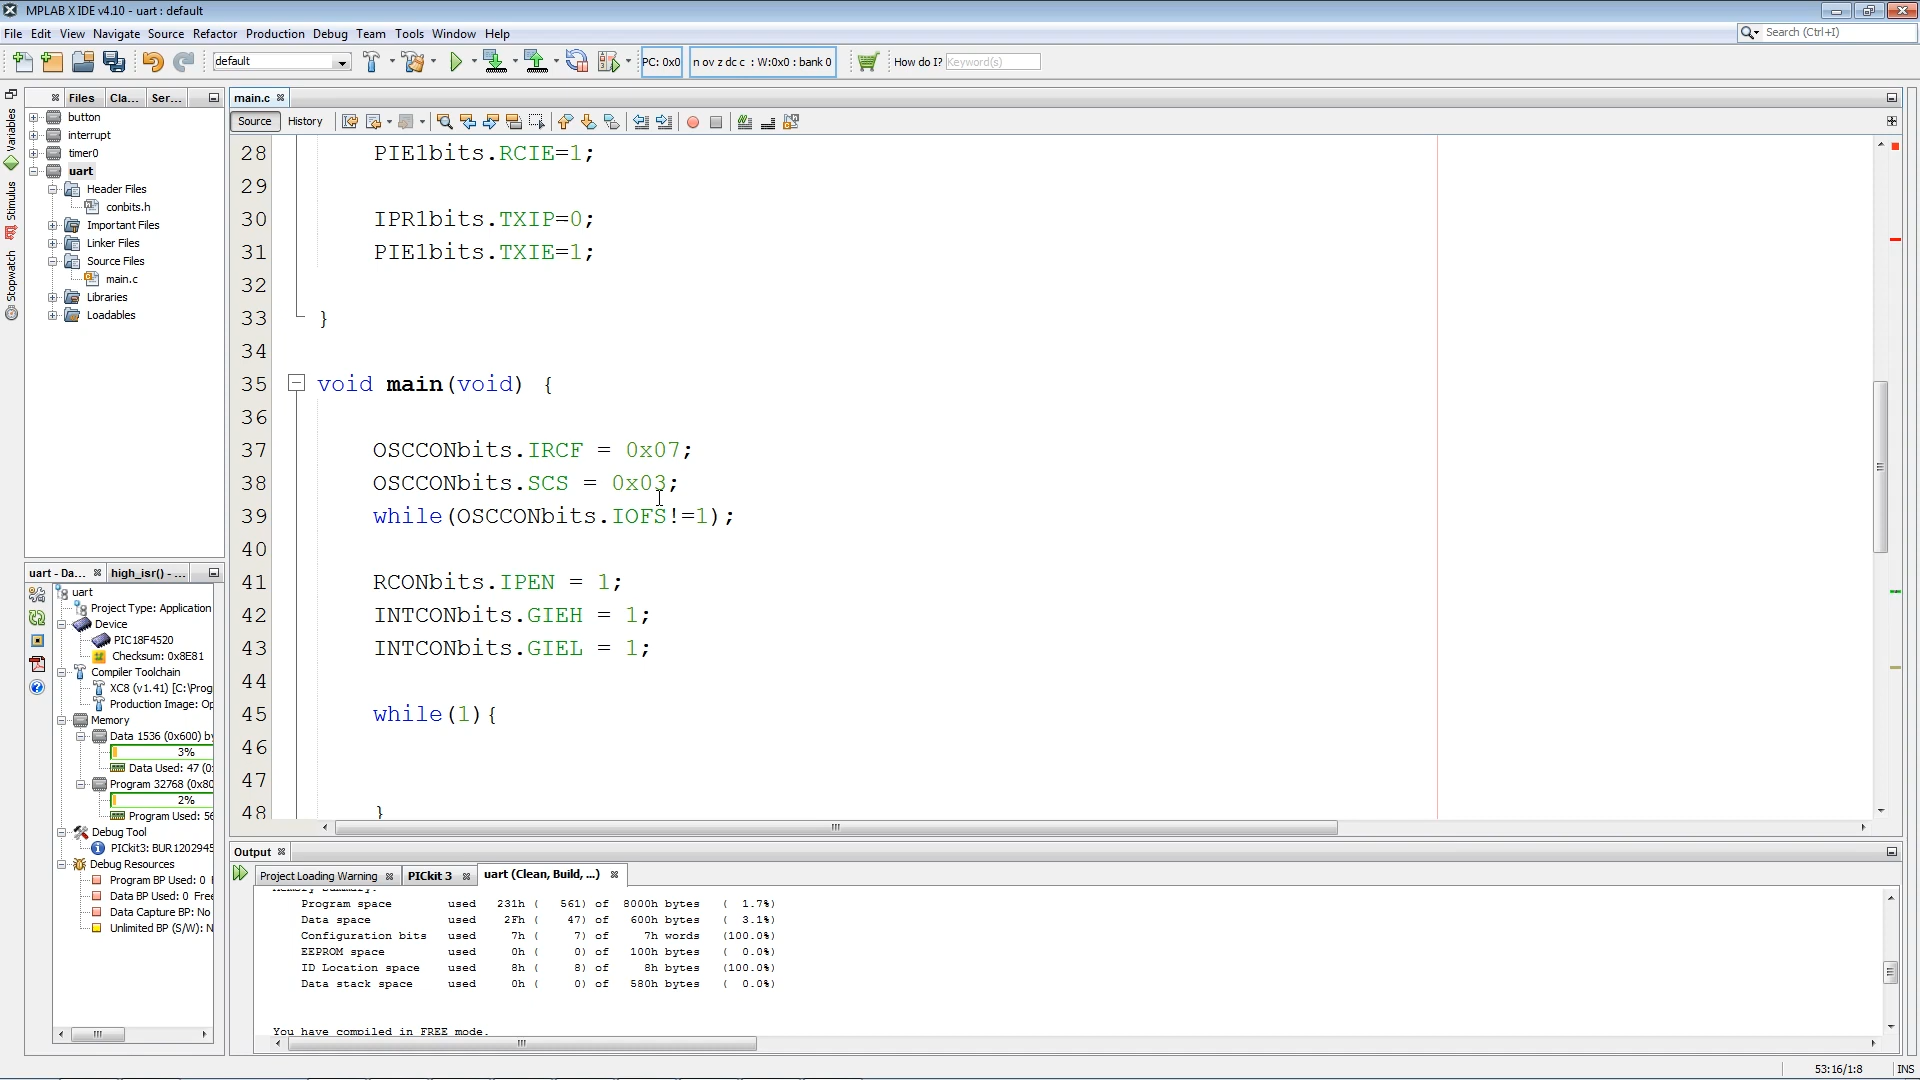 MPLAB X IDE v4.10 - uart : default
File Edit View Navigate Source Refactor Production Debug Team Tools Window Help
Search (Ctrl+I)
default
PC: 0x0
n ov z dc c : W:0x0 : bank 0
How do I? Keyword(s)
Files Cla... Ser...
button
interrupt
timer0
uart
Header Files
conbits.h
Important Files
Linker Files
Source Files
main.c
Libraries
Loadables
Variables
Stimulus
Stopwatch
main.c
Source History
28 PIE1bits.RCIE=1;
29
30 IPR1bits.TXIP=0;
31 PIE1bits.TXIE=1;
32
33 }
34
35 void main(void) {
36
37 OSCCONbits.IRCF = 0x07;
38 OSCCONbits.SCS = 0x03;
39 while(OSCCONbits.IOFS!=1);
40
41 RCONbits.IPEN = 1;
42 INTCONbits.GIEH = 1;
43 INTCONbits.GIEL = 1;
44
45 while(1){
46
47
48 }
uart - Da... high_isr() - ...
uart
Project Type: Application
Device
PIC18F4520
Checksum: 0x8E81
Compiler Toolchain
XC8 (v1.41) [C:\Prog
Production Image: Op
Memory
Data 1536 (0x600) by
3%
Data Used: 47 (0
Program 32768 (0x80
2%
Program Used: 56
Debug Tool
PICkit3: BUR1202945
Debug Resources
Program BP Used: 0 F
Data BP Used: 0 Free
Data Capture BP: No
Unlimited BP (S/W): N
Output
Project Loading Warning PICkit 3 uart (Clean, Build, ...)
Memory Summary:
Program space used 231h ( 561) of 8000h bytes ( 1.7%)
Data space used 2Fh ( 47) of 600h bytes ( 3.1%)
Configuration bits used 7h ( 7) of 7h words (100.0%)
EEPROM space used 0h ( 0) of 100h bytes ( 0.0%)
ID Location space used 8h ( 8) of 8h bytes (100.0%)
Data stack space used 0h ( 0) of 580h bytes ( 0.0%)
You have compiled in FREE mode.
53:16/1:8 INS